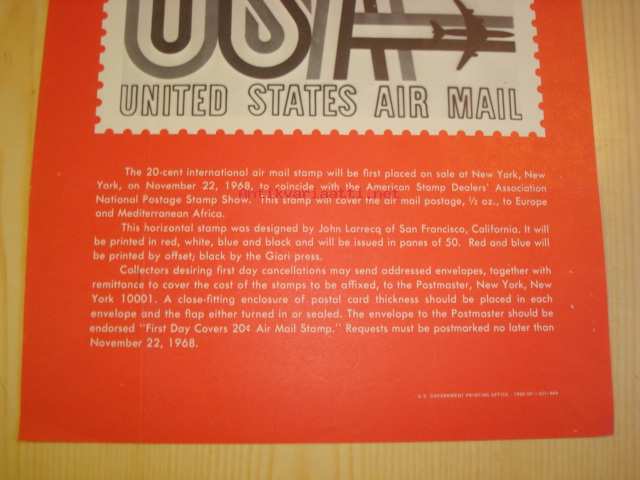 USA
UNITED STATES AIR MAIL
The 20-cent international air mail stamp will be first placed on sale at New York, New
York, on November 22, 1968, to coincide with the American Stamp Dealers' Association
National Postage Stamp Show. This stamp will cover the air mail postage, ½ oz., to Europe
and Mediterranean Africa.
This horizontal stamp was designed by John Larrecq of San Francisco, California. It will
be printed in red, white, blue and black and will be issued in panes of 50. Red and blue will
be printed by offset; black by the Giori press.
Collectors desiring first day cancellations may send addressed envelopes, together with
remittance to cover the cost of the stamps to be affixed, to the Postmaster, New York, New
York 10001. A close-fitting enclosure of postal card thickness should be placed in each
envelope and the flap either turned in or sealed. The envelope to the Postmaster should be
endorsed "First Day Covers 20¢ Air Mail Stamp." Requests must be postmarked no later than
November 22, 1968.
U.S. GOVERNMENT PRINTING OFFICE